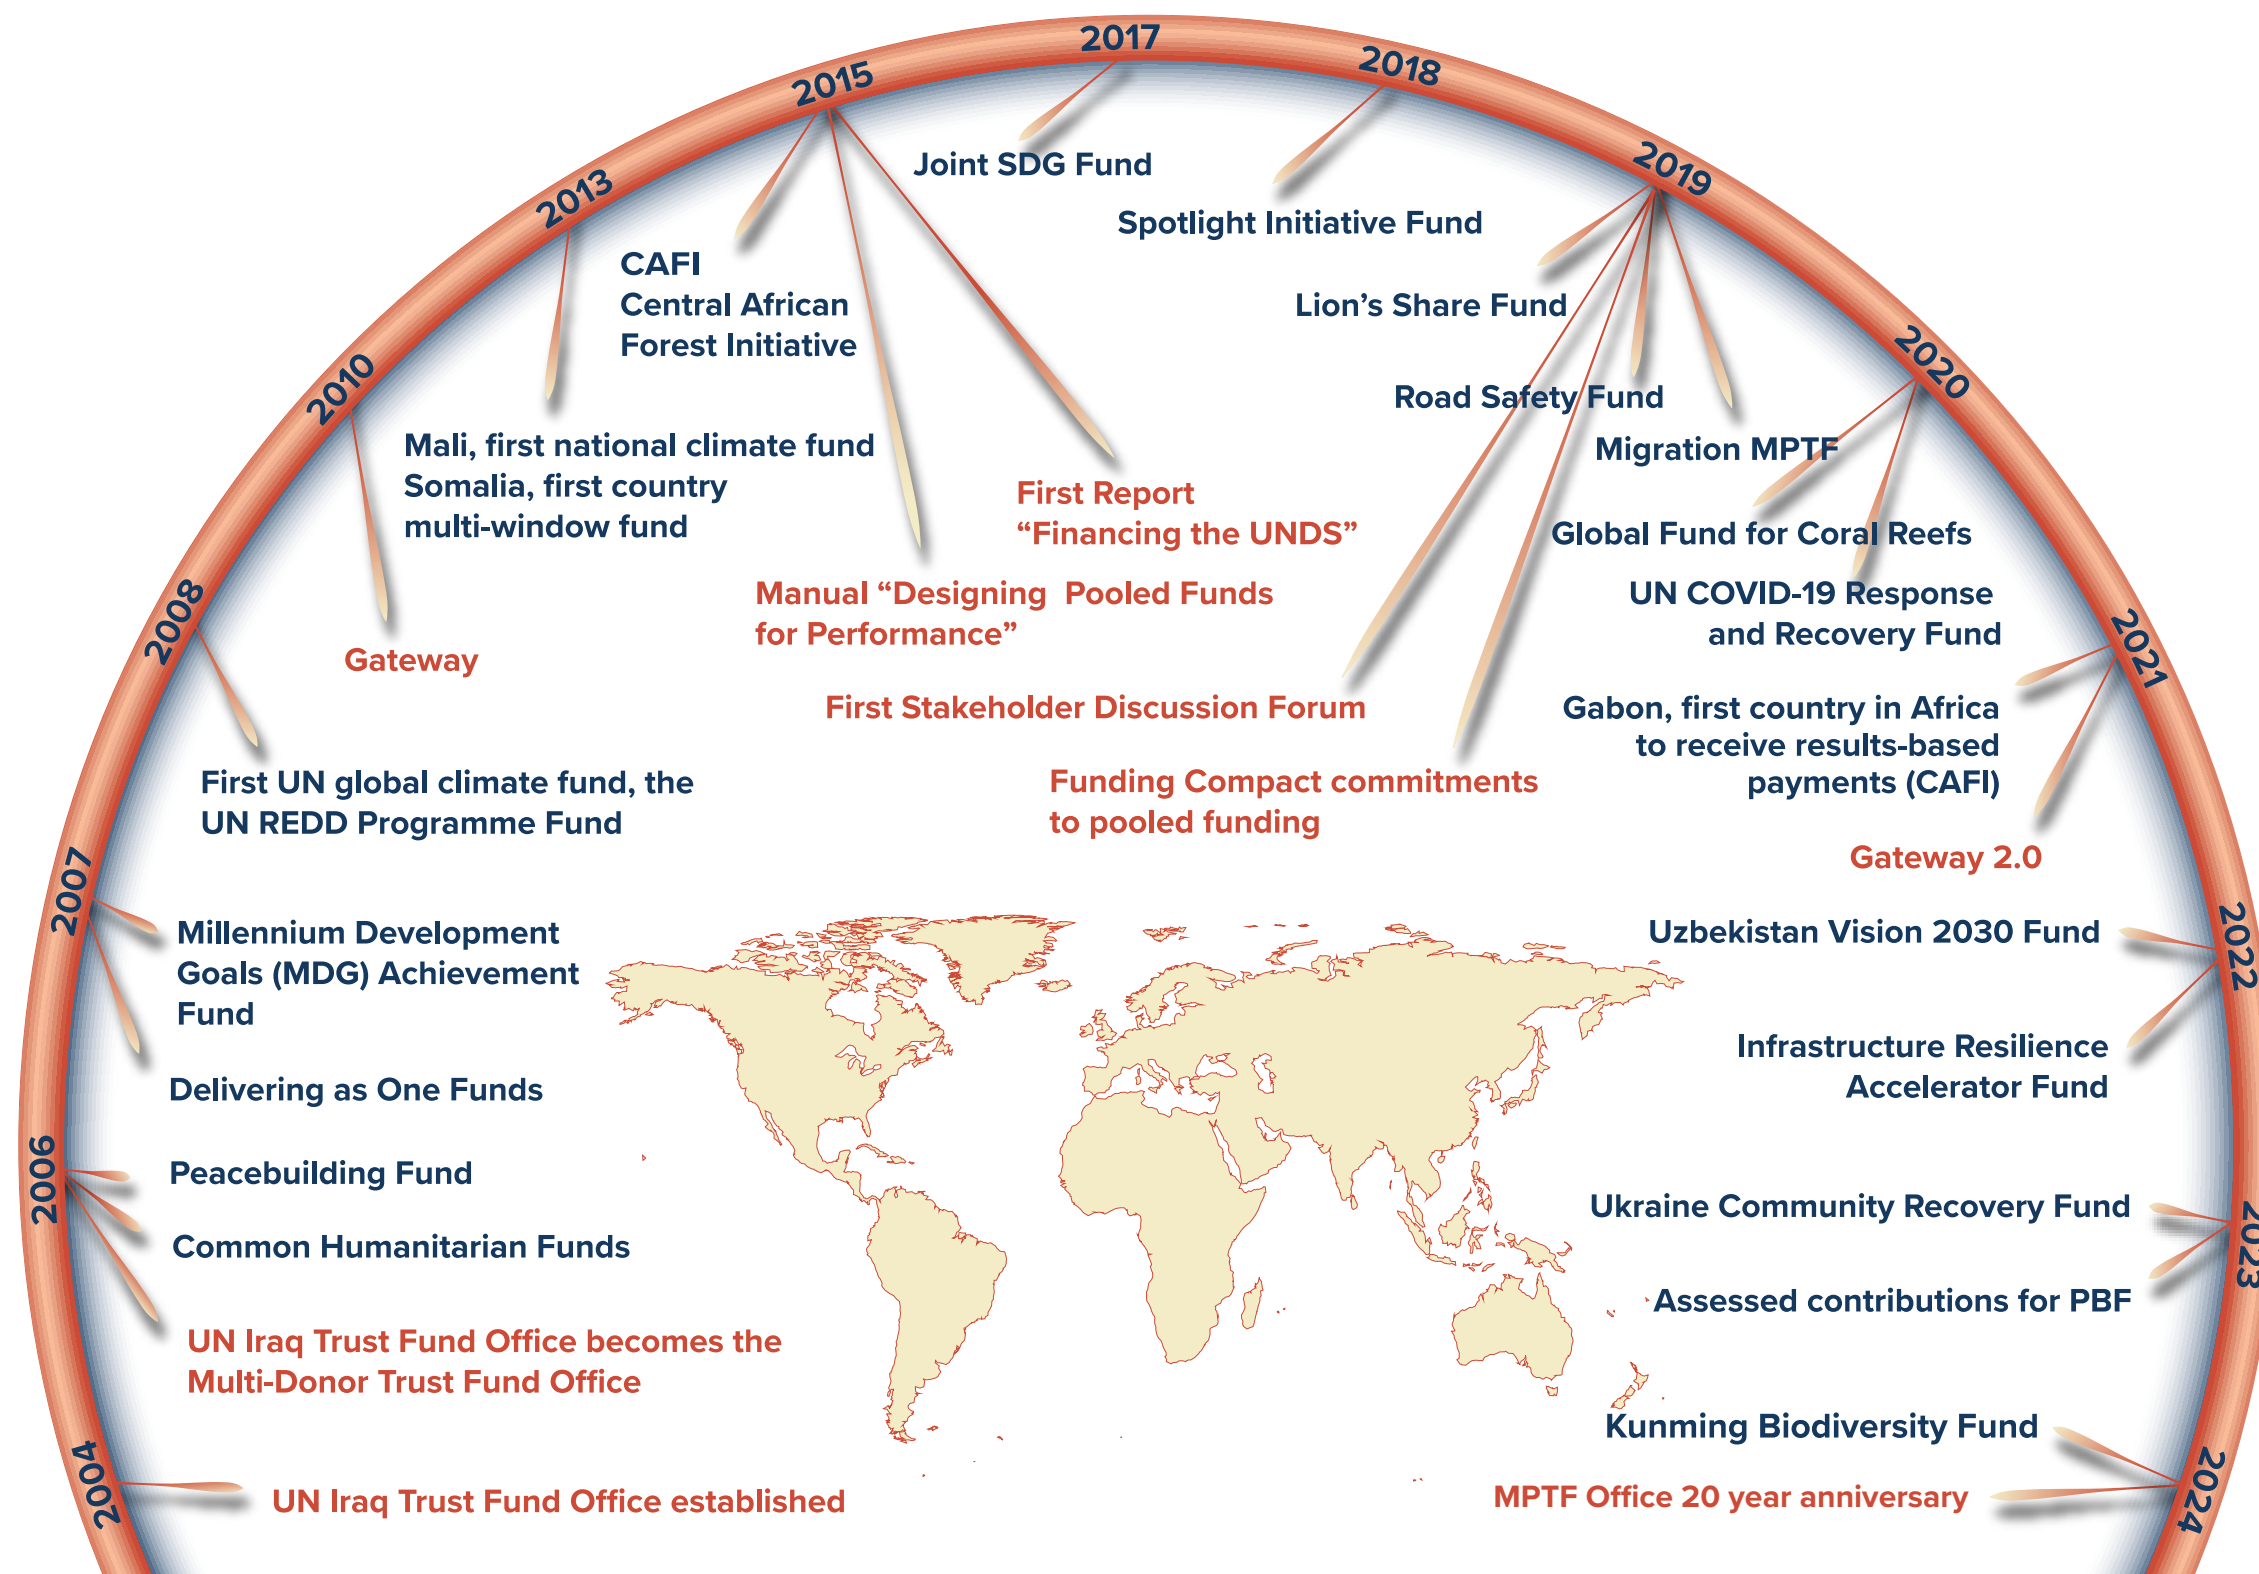 2004
UN Iraq Trust Fund Office established
2006
Peacebuilding Fund
Common Humanitarian Funds
UN Iraq Trust Fund Office becomes the
Multi-Donor Trust Fund Office
2007
Millennium Development
Goals (MDG) Achievement
Fund
Delivering as One Funds
2008
First UN global climate fund, the
UN REDD Programme Fund
2010
Gateway
2013
Mali, first national climate fund
Somalia, first country
multi-window fund
2015
CAFI
Central African
Forest Initiative
Manual “Designing  Pooled Funds
for Performance”
First Report
“Financing the UNDS”
2017
Joint SDG Fund
2018
Spotlight Initiative Fund
2019
Lion’s Share Fund
Road Safety Fund
Migration MPTF
First Stakeholder Discussion Forum
Funding Compact commitments
to pooled funding
2020
Global Fund for Coral Reefs
UN COVID-19 Response
and Recovery Fund
2021
Gabon, first country in Africa
to receive results-based
payments (CAFI)
Gateway 2.0
2022
Uzbekistan Vision 2030 Fund
Infrastructure Resilience
Accelerator Fund
2023
Ukraine Community Recovery Fund
Assessed contributions for PBF
2024
Kunming Biodiversity Fund
MPTF Office 20 year anniversary